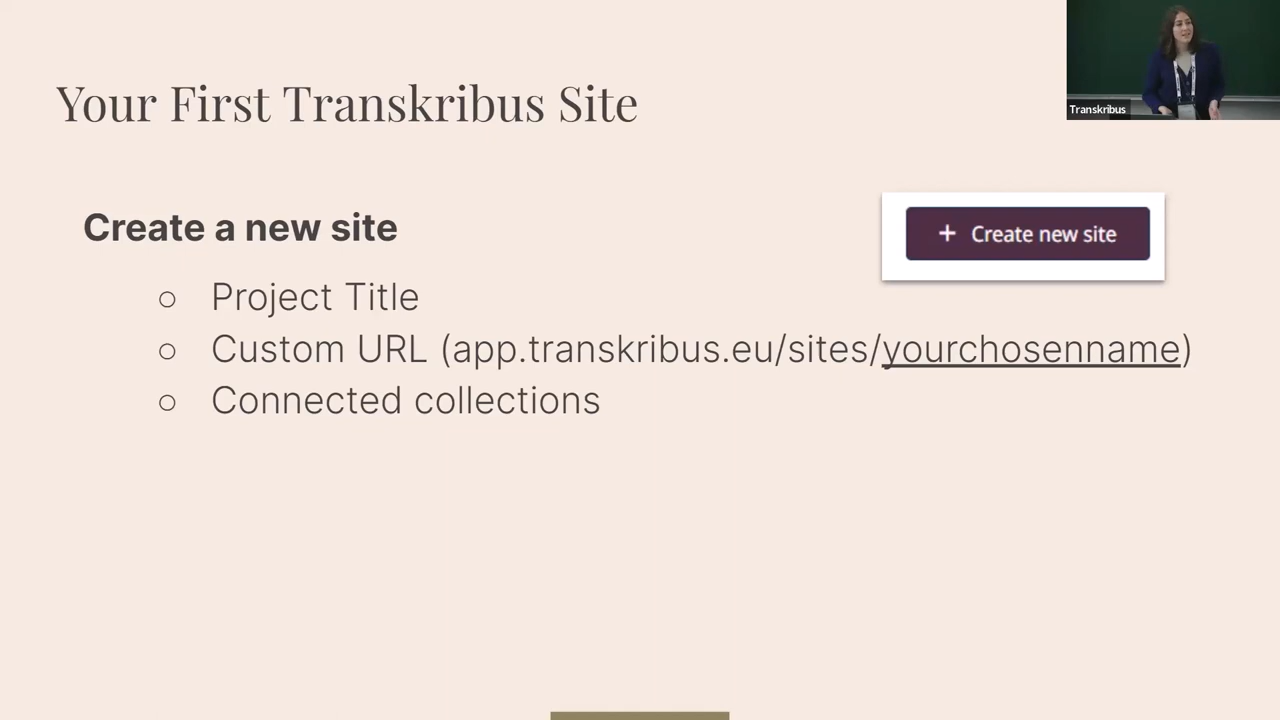 Your First Transkribus Site
Transkribus
Create a new site
+ Create new site
○ Project Title
○ Custom URL (app.transkribus.eu/sites/yourchosenname)
○ Connected collections